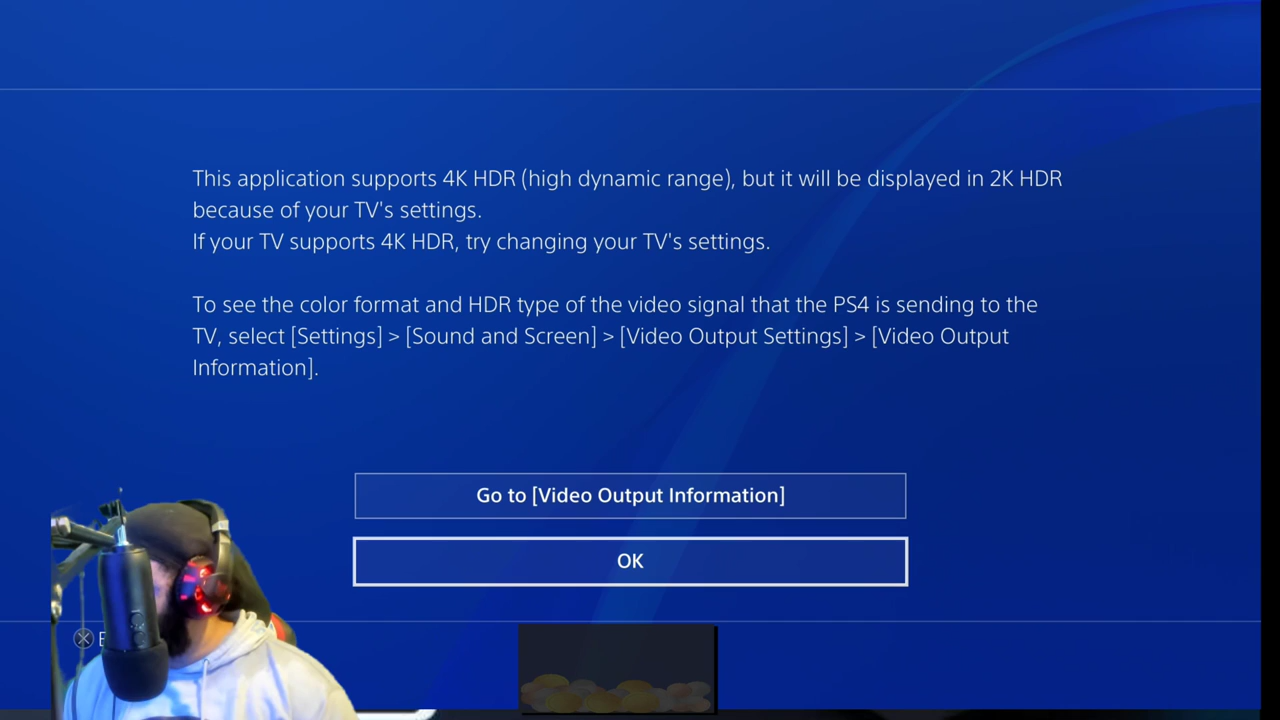 This application supports 4K HDR (high dynamic range), but it will be displayed in 2K HDR
because of your TV's settings.
If your TV supports 4K HDR, try changing your TV's settings.
To see the color format and HDR type of the video signal that the PS4 is sending to the
TV, select [Settings] > [Sound and Screen] > [Video Output Settings] > [Video Output
Information].
Go to [Video Output Information]
OK